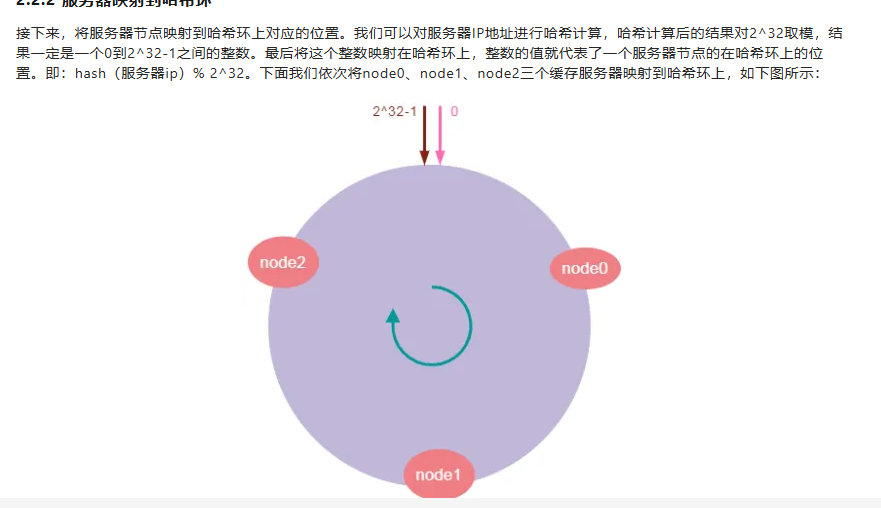 2.2.2 服务器映射到哈希环
接下来，将服务器节点映射到哈希环上对应的位置。我们可以对服务器IP地址进行哈希计算，哈希计算后的结果对2^32取模，结
果一定是一个0到2^32-1之间的整数。最后将这个整数映射在哈希环上，整数的值就代表了一个服务器节点的在哈希环上的位
置。即：hash（服务器ip）% 2^32。下面我们依次将node0、node1、node2三个缓存服务器映射到哈希环上，如下图所示：
2^32-1 0
node2
node0
node1